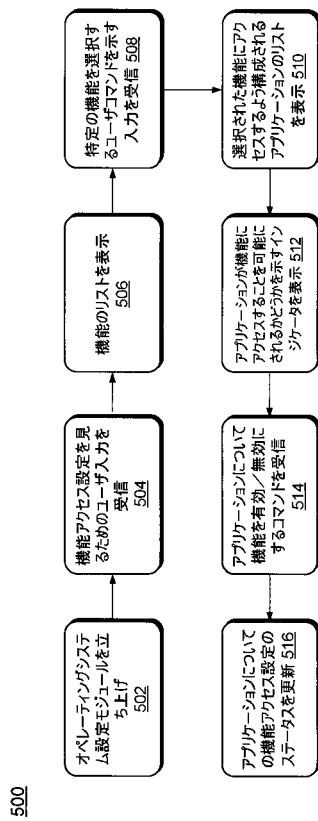 500
オペレーティングシステ
ム設定モジュールを立
ち上げ
502
機能アクセス設定を見
るためのユーザ入力を
受信
504
機能のリストを表示
506
特定の機能を選択す
るユーザコマンドを示す
入力を受信 508
選択された機能にアク
セスするよう構成される
アプリケーションのリスト
を表示 510
アプリケーションが機能に
アクセスすることを可能に
されるかどうかを示すイン
ジケータを表示 512
アプリケーションについて
機能を有効／無効に
するコマンドを受信
514
アプリケーションについて
の機能アクセス設定の
ステータスを更新 516